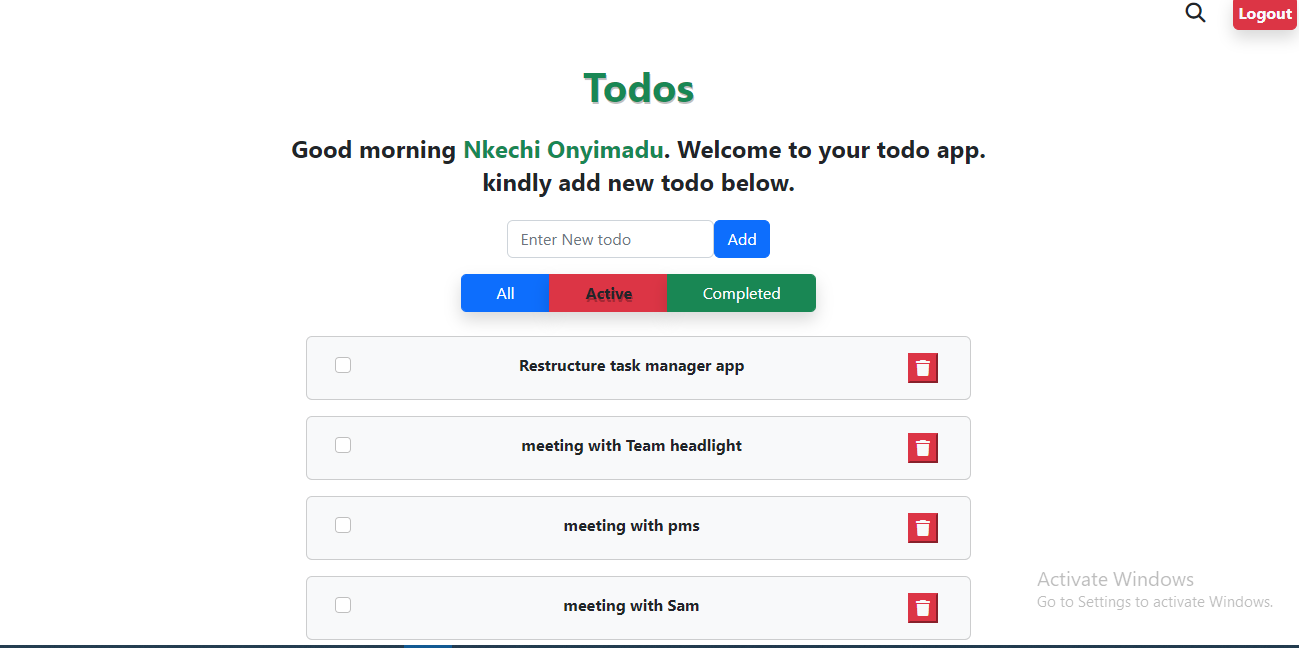 Logout
Todos
Good morning Nkechi Onyimadu. Welcome to your todo app.
kindly add new todo below.
Enter New todo Add
All Active Completed
Restructure task manager app
meeting with Team headlight
meeting with pms
meeting with Sam
Activate Windows
Go to Settings to activate Windows.